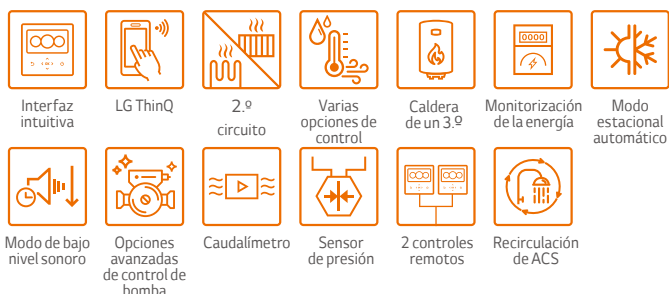 Interfaz
intuitiva
LG ThinQ
2.º
circuito
Varias
opciones de
control
Caldera
de un 3.º
Monitorización
de la energía
Modo
estacional
automático
Modo de bajo
nivel sonoro
Opciones
avanzadas
de control de
bomba
Caudalímetro
Sensor
de presión
2 controles
remotos
Recirculación
de ACS